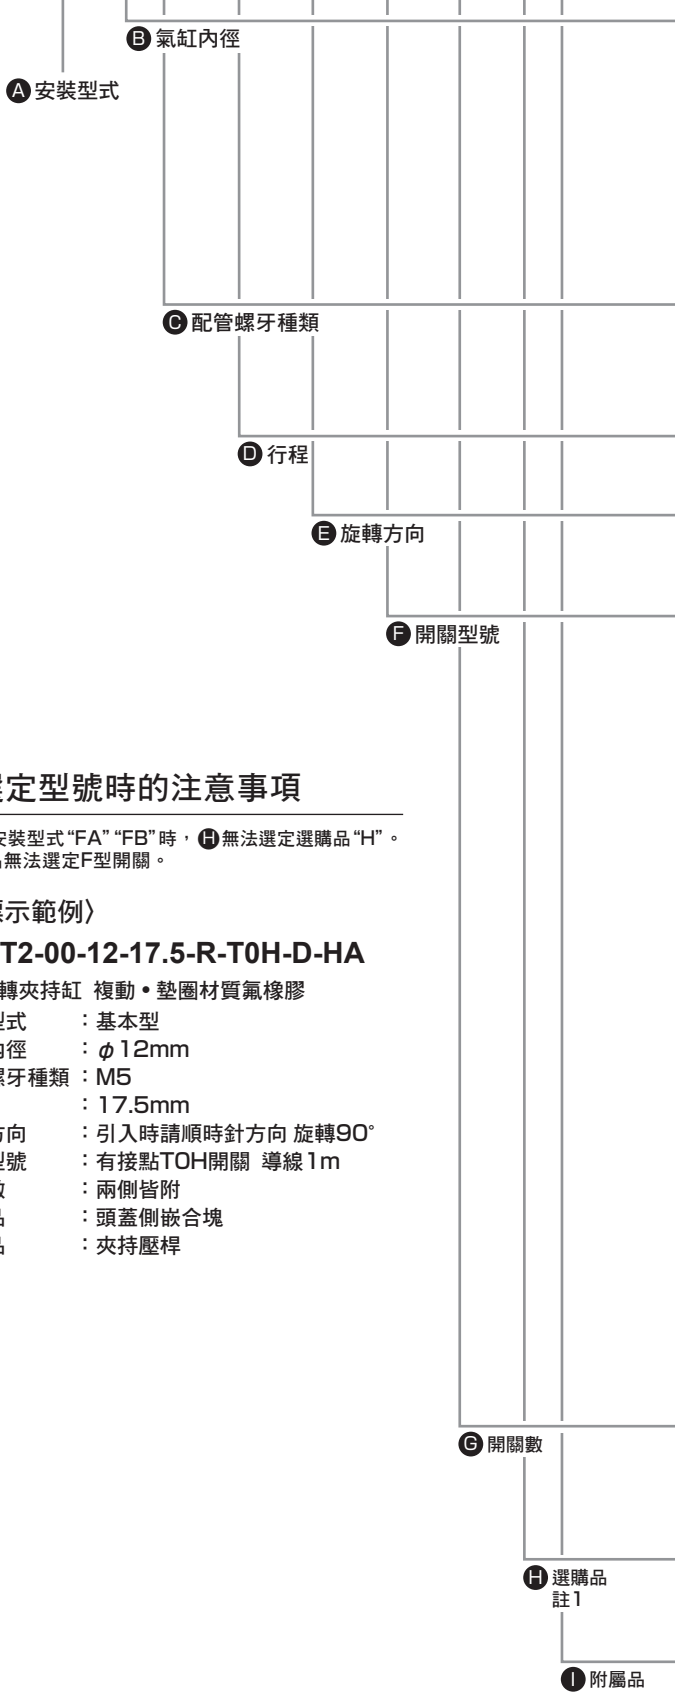 B 氣缸內徑
A 安裝型式
C 配管螺牙種類
D 行程
E 旋轉方向
F 開關型號
選定型號時的注意事項
安裝型式“FA”“FB”時，H無法選定選購品“H”。
品無法選定F型開關。
標示範例〉
T2-00-12-17.5-R-T0H-D-HA
轉夾持缸 複動•墊圈材質氟橡膠
型式 ：基本型
內徑 ：φ12mm
螺牙種類：M5
：17.5mm
方向 ：引入時請順時針方向 旋轉90°
型號 ：有接點T0H開關 導線1m
數 ：兩側皆附
品 ：頭蓋側嵌合塊
品 ：夾持壓桿
G 開關數
H 選購品
註1
I 附屬品